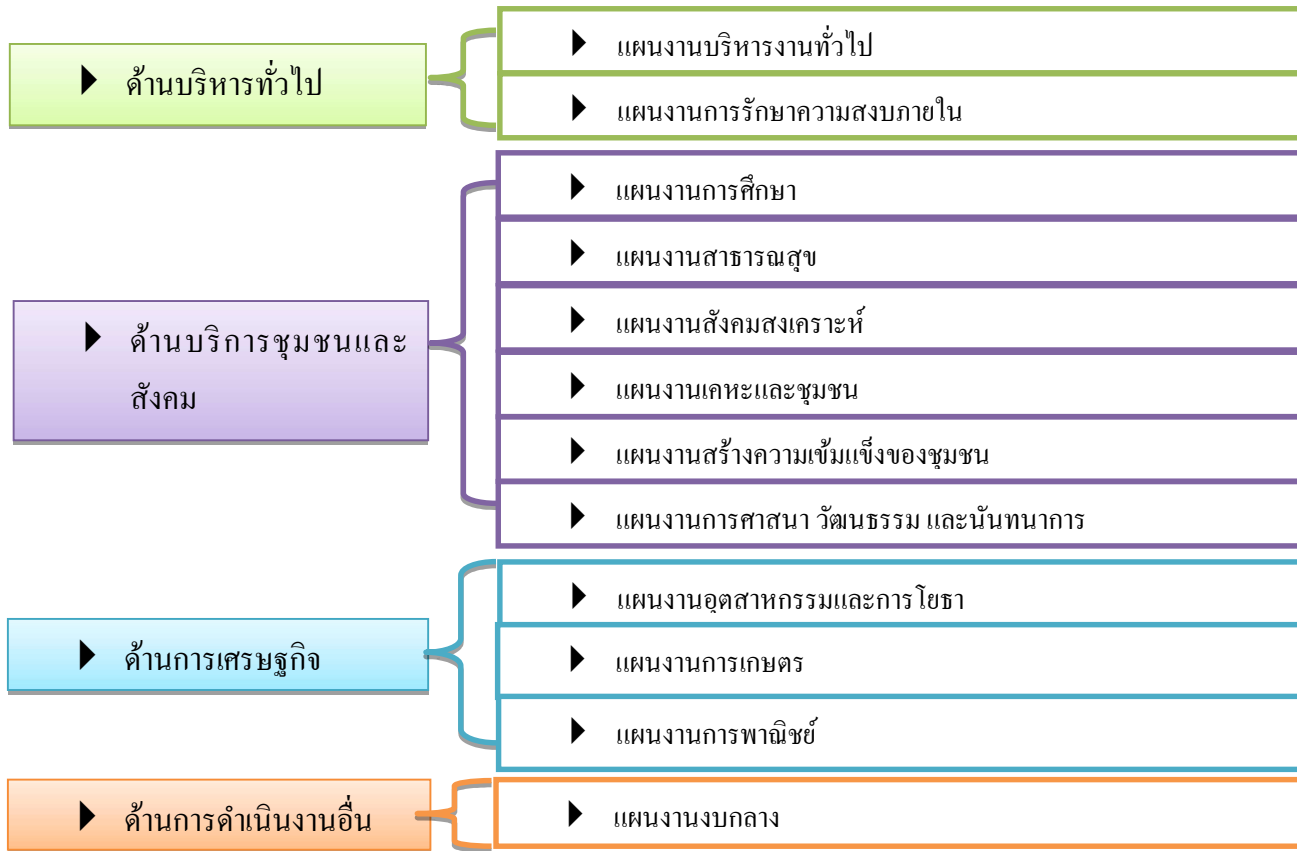 ด้านบริหารทั่วไป
แผนงานบริหารงานทั่วไป
แผนงานการรักษาความสงบภายใน
ด้านบริการชุมชนและ
สังคม
แผนงานการศึกษา
แผนงานสาธารณสุข
แผนงานสังคมสงเคราะห์
แผนงานเคหะและชุมชน
แผนงานสร้างความเข้มแข็งของชุมชน
แผนงานการศาสนา วัฒนธรรม และนันทนาการ
ด้านการเศรษฐกิจ
แผนงานอุตสาหกรรมและการโยธา
แผนงานการเกษตร
แผนงานการพาณิชย์
ด้านการดำเนินงานอื่น
แผนงานงบกลาง